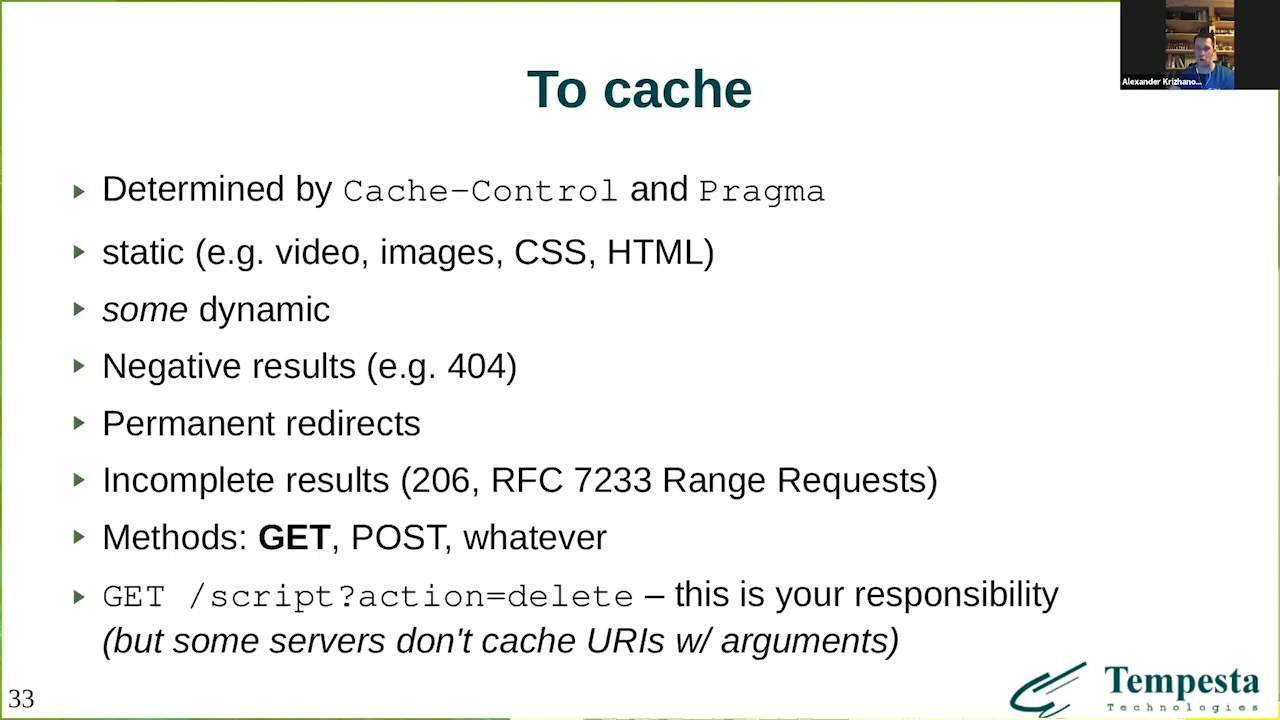 Alexander Krizhano...
To cache
Determined by Cache-Control and Pragma
static (e.g. video, images, CSS, HTML)
some dynamic
Negative results (e.g. 404)
Permanent redirects
Incomplete results (206, RFC 7233 Range Requests)
Methods: GET, POST, whatever
GET /script?action=delete – this is your responsibility
(but some servers don't cache URIs w/ arguments)
33
Tempesta
Technologies